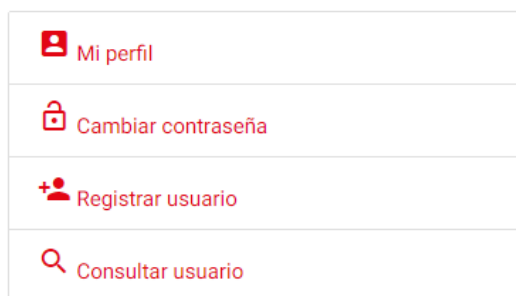 Mi perfil
Cambiar contraseña
Registrar usuario
Consultar usuario